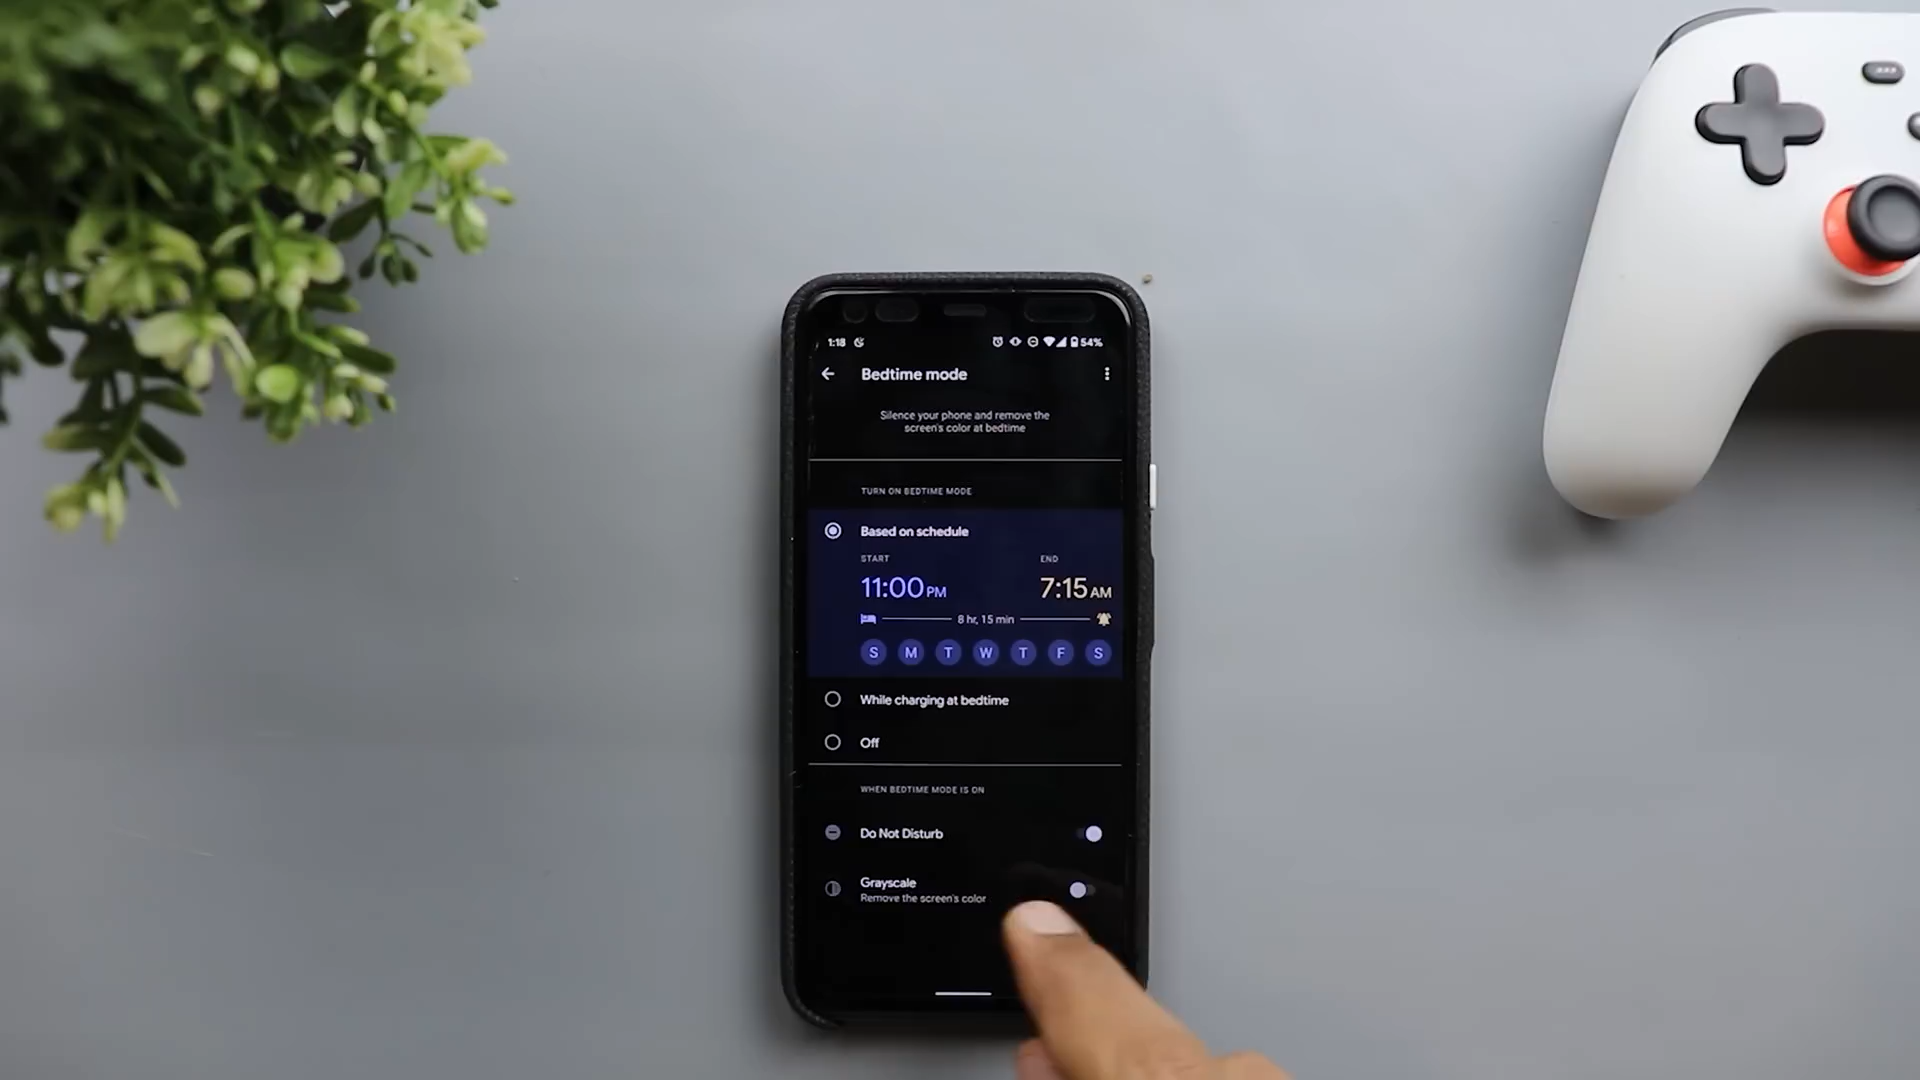 1:18 54%
Bedtime mode
Silence your phone and remove the
screen's color at bedtime
TURN ON BEDTIME MODE
Based on schedule
START END
11:00 PM 7:15 AM
8 hr, 15 min
S M T W T F S
While charging at bedtime
Off
WHEN BEDTIME MODE IS ON
Do Not Disturb
Grayscale
Remove the screen's color